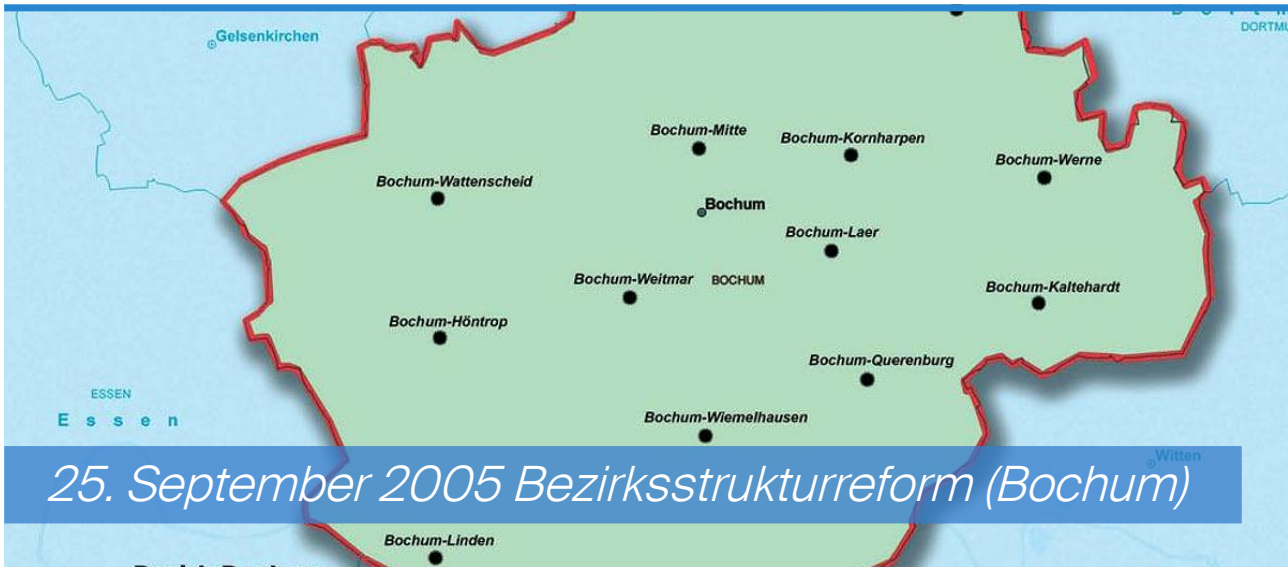 Gelsenkirchen
Bochum-Mitte
Bochum-Kornharpen
Bochum-Werne
Bochum-Wattenscheid
Bochum
Bochum-Laer
Bochum-Weitmar
BOCHUM
Bochum-Kaltehardt
Bochum-Höntrop
Bochum-Querenburg
ESSEN
Essen
Bochum-Wiemelhausen
Witten
25. September 2005 Bezirksstrukturreform (Bochum)
Bochum-Linden